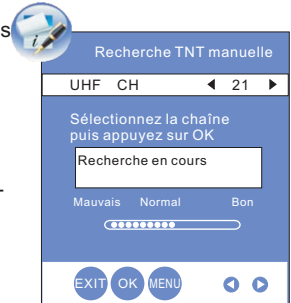 s
Recherche TNT manuelle
UHF CH 21
Sélectionnez la chaîne
puis appuyez sur OK
Recherche en cours
Mauvais Normal Bon
EXIT OK MENU